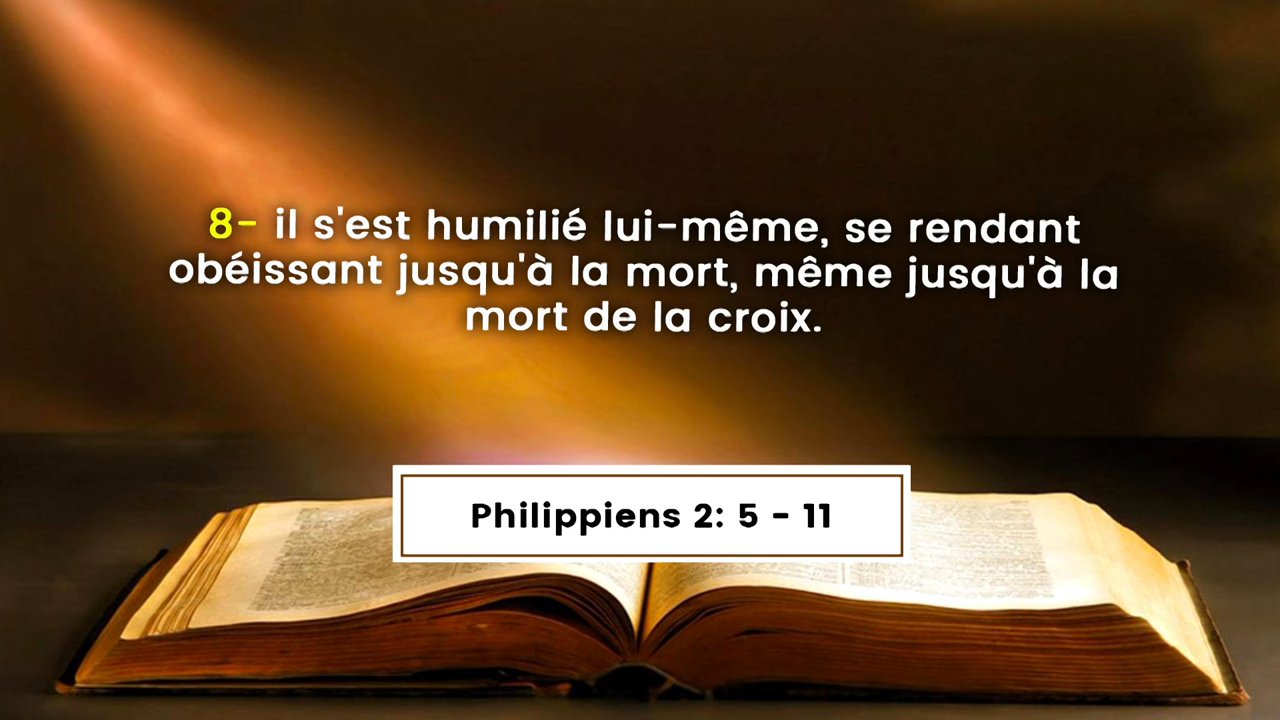 8- il s'est humilié lui-même, se rendant
obéissant jusqu'à la mort, même jusqu'à la
mort de la croix.
Philippiens 2: 5 - 11